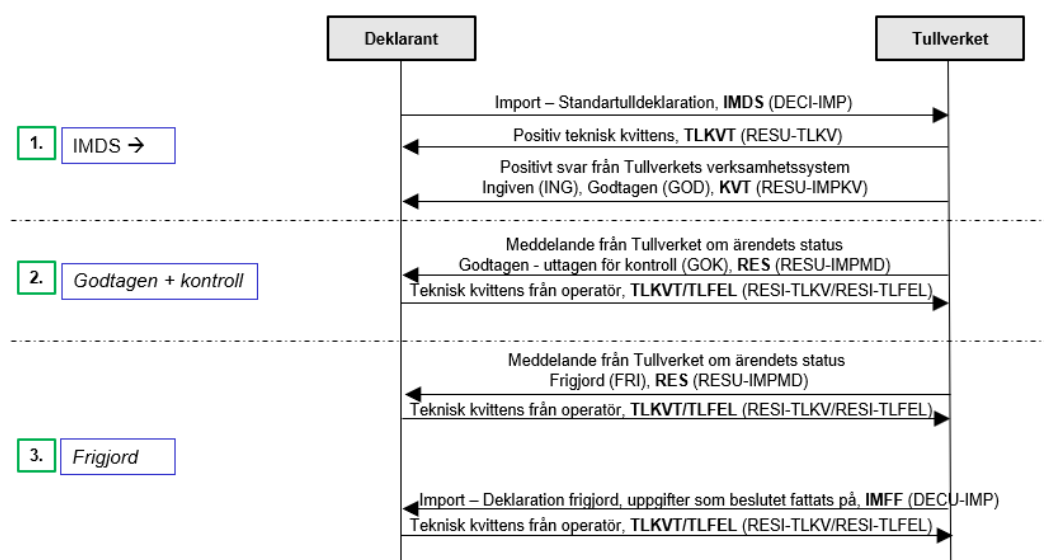 Deklarant
Tullverket
Import – Standartulldeklaration, IMDS (DECI-IMP)
1.
IMDS →
Positiv teknisk kvittens, TLKVT (RESU-TLKV)
Positivt svar från Tullverkets verksamhetssystem
Ingiven (ING), Godtagen (GOD), KVT (RESU-IMPKV)
2.
Godtagen + kontroll
Meddelande från Tullverket om ärendets status
Godtagen - uttagen för kontroll (GOK), RES (RESU-IMPMD)
Teknisk kvittens från operatör, TLKVT/TLFEL (RESI-TLKV/RESI-TLFEL)
Meddelande från Tullverket om ärendets status
Frigjord (FRI), RES (RESU-IMPMD)
Teknisk kvittens från operatör, TLKVT/TLFEL (RESI-TLKV/RESI-TLFEL)
3.
Frigjord
Import – Deklaration frigjord, uppgifter som beslutet fattats på, IMFF (DECU-IMP)
Teknisk kvittens från operatör, TLKVT/TLFEL (RESI-TLKV/RESI-TLFEL)